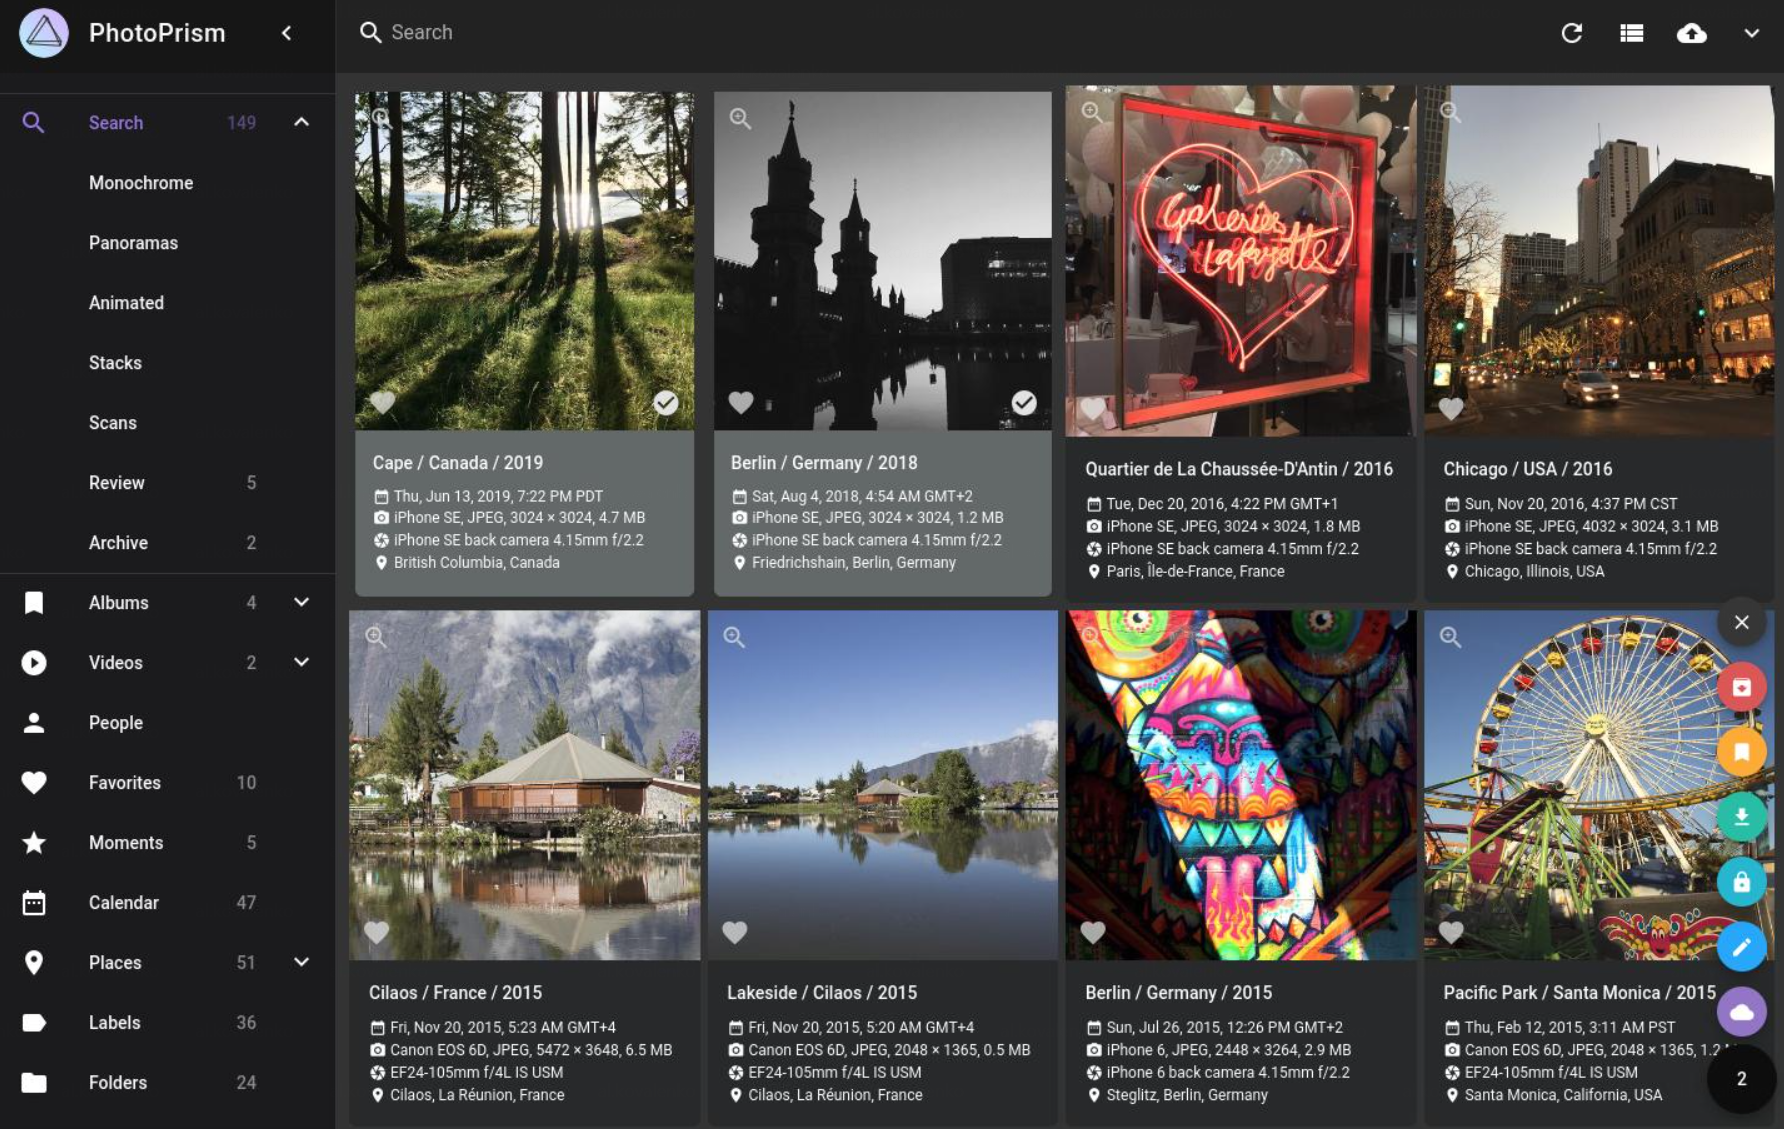 PhotoPrism
Search
Search 149
Monochrome
Panoramas
Animated
Stacks
Scans
Review 5
Archive 2
Albums 4
Videos 2
People
Favorites 10
Moments 5
Calendar 47
Places 51
Labels 36
Folders 24
Cape / Canada / 2019
Thu, Jun 13, 2019, 7:22 PM PDT
iPhone SE, JPEG, 3024 × 3024, 4.7 MB
iPhone SE back camera 4.15mm f/2.2
British Columbia, Canada
Berlin / Germany / 2018
Sat, Aug 4, 2018, 4:54 AM GMT+2
iPhone SE, JPEG, 3024 × 3024, 1.2 MB
iPhone SE back camera 4.15mm f/2.2
Friedrichshain, Berlin, Germany
Galeries
Lafayette
Quartier de La Chaussée-D'Antin / 2016
Tue, Dec 20, 2016, 4:22 PM GMT+1
iPhone SE, JPEG, 3024 × 3024, 1.8 MB
iPhone SE back camera 4.15mm f/2.2
Paris, Île-de-France, France
Chicago / USA / 2016
Sun, Nov 20, 2016, 4:37 PM CST
iPhone SE, JPEG, 4032 × 3024, 3.1 MB
iPhone SE back camera 4.15mm f/2.2
Chicago, Illinois, USA
Cilaos / France / 2015
Fri, Nov 20, 2015, 5:23 AM GMT+4
Canon EOS 6D, JPEG, 5472 × 3648, 6.5 MB
EF24-105mm f/4L IS USM
Cilaos, La Réunion, France
Lakeside / Cilaos / 2015
Fri, Nov 20, 2015, 5:20 AM GMT+4
Canon EOS 6D, JPEG, 2048 × 1365, 0.5 MB
EF24-105mm f/4L IS USM
Cilaos, La Réunion, France
Berlin / Germany / 2015
Sun, Jul 26, 2015, 12:26 PM GMT+2
iPhone 6, JPEG, 2448 × 3264, 2.9 MB
iPhone 6 back camera 4.15mm f/2.2
Steglitz, Berlin, Germany
Pacific Park / Santa Monica / 2015
Thu, Feb 12, 2015, 3:11 AM PST
Canon EOS 6D, JPEG, 2048 × 1365, 1.2
EF24-105mm f/4L IS USM
Santa Monica, California, USA
2